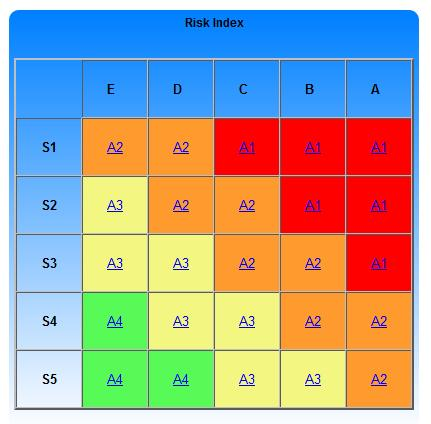 Risk Index
E D C B A
S1 A2 A2 A1 A1 A1
S2 A3 A2 A2 A1 A1
S3 A3 A3 A2 A2 A1
S4 A4 A3 A3 A2 A2
S5 A4 A4 A3 A3 A2